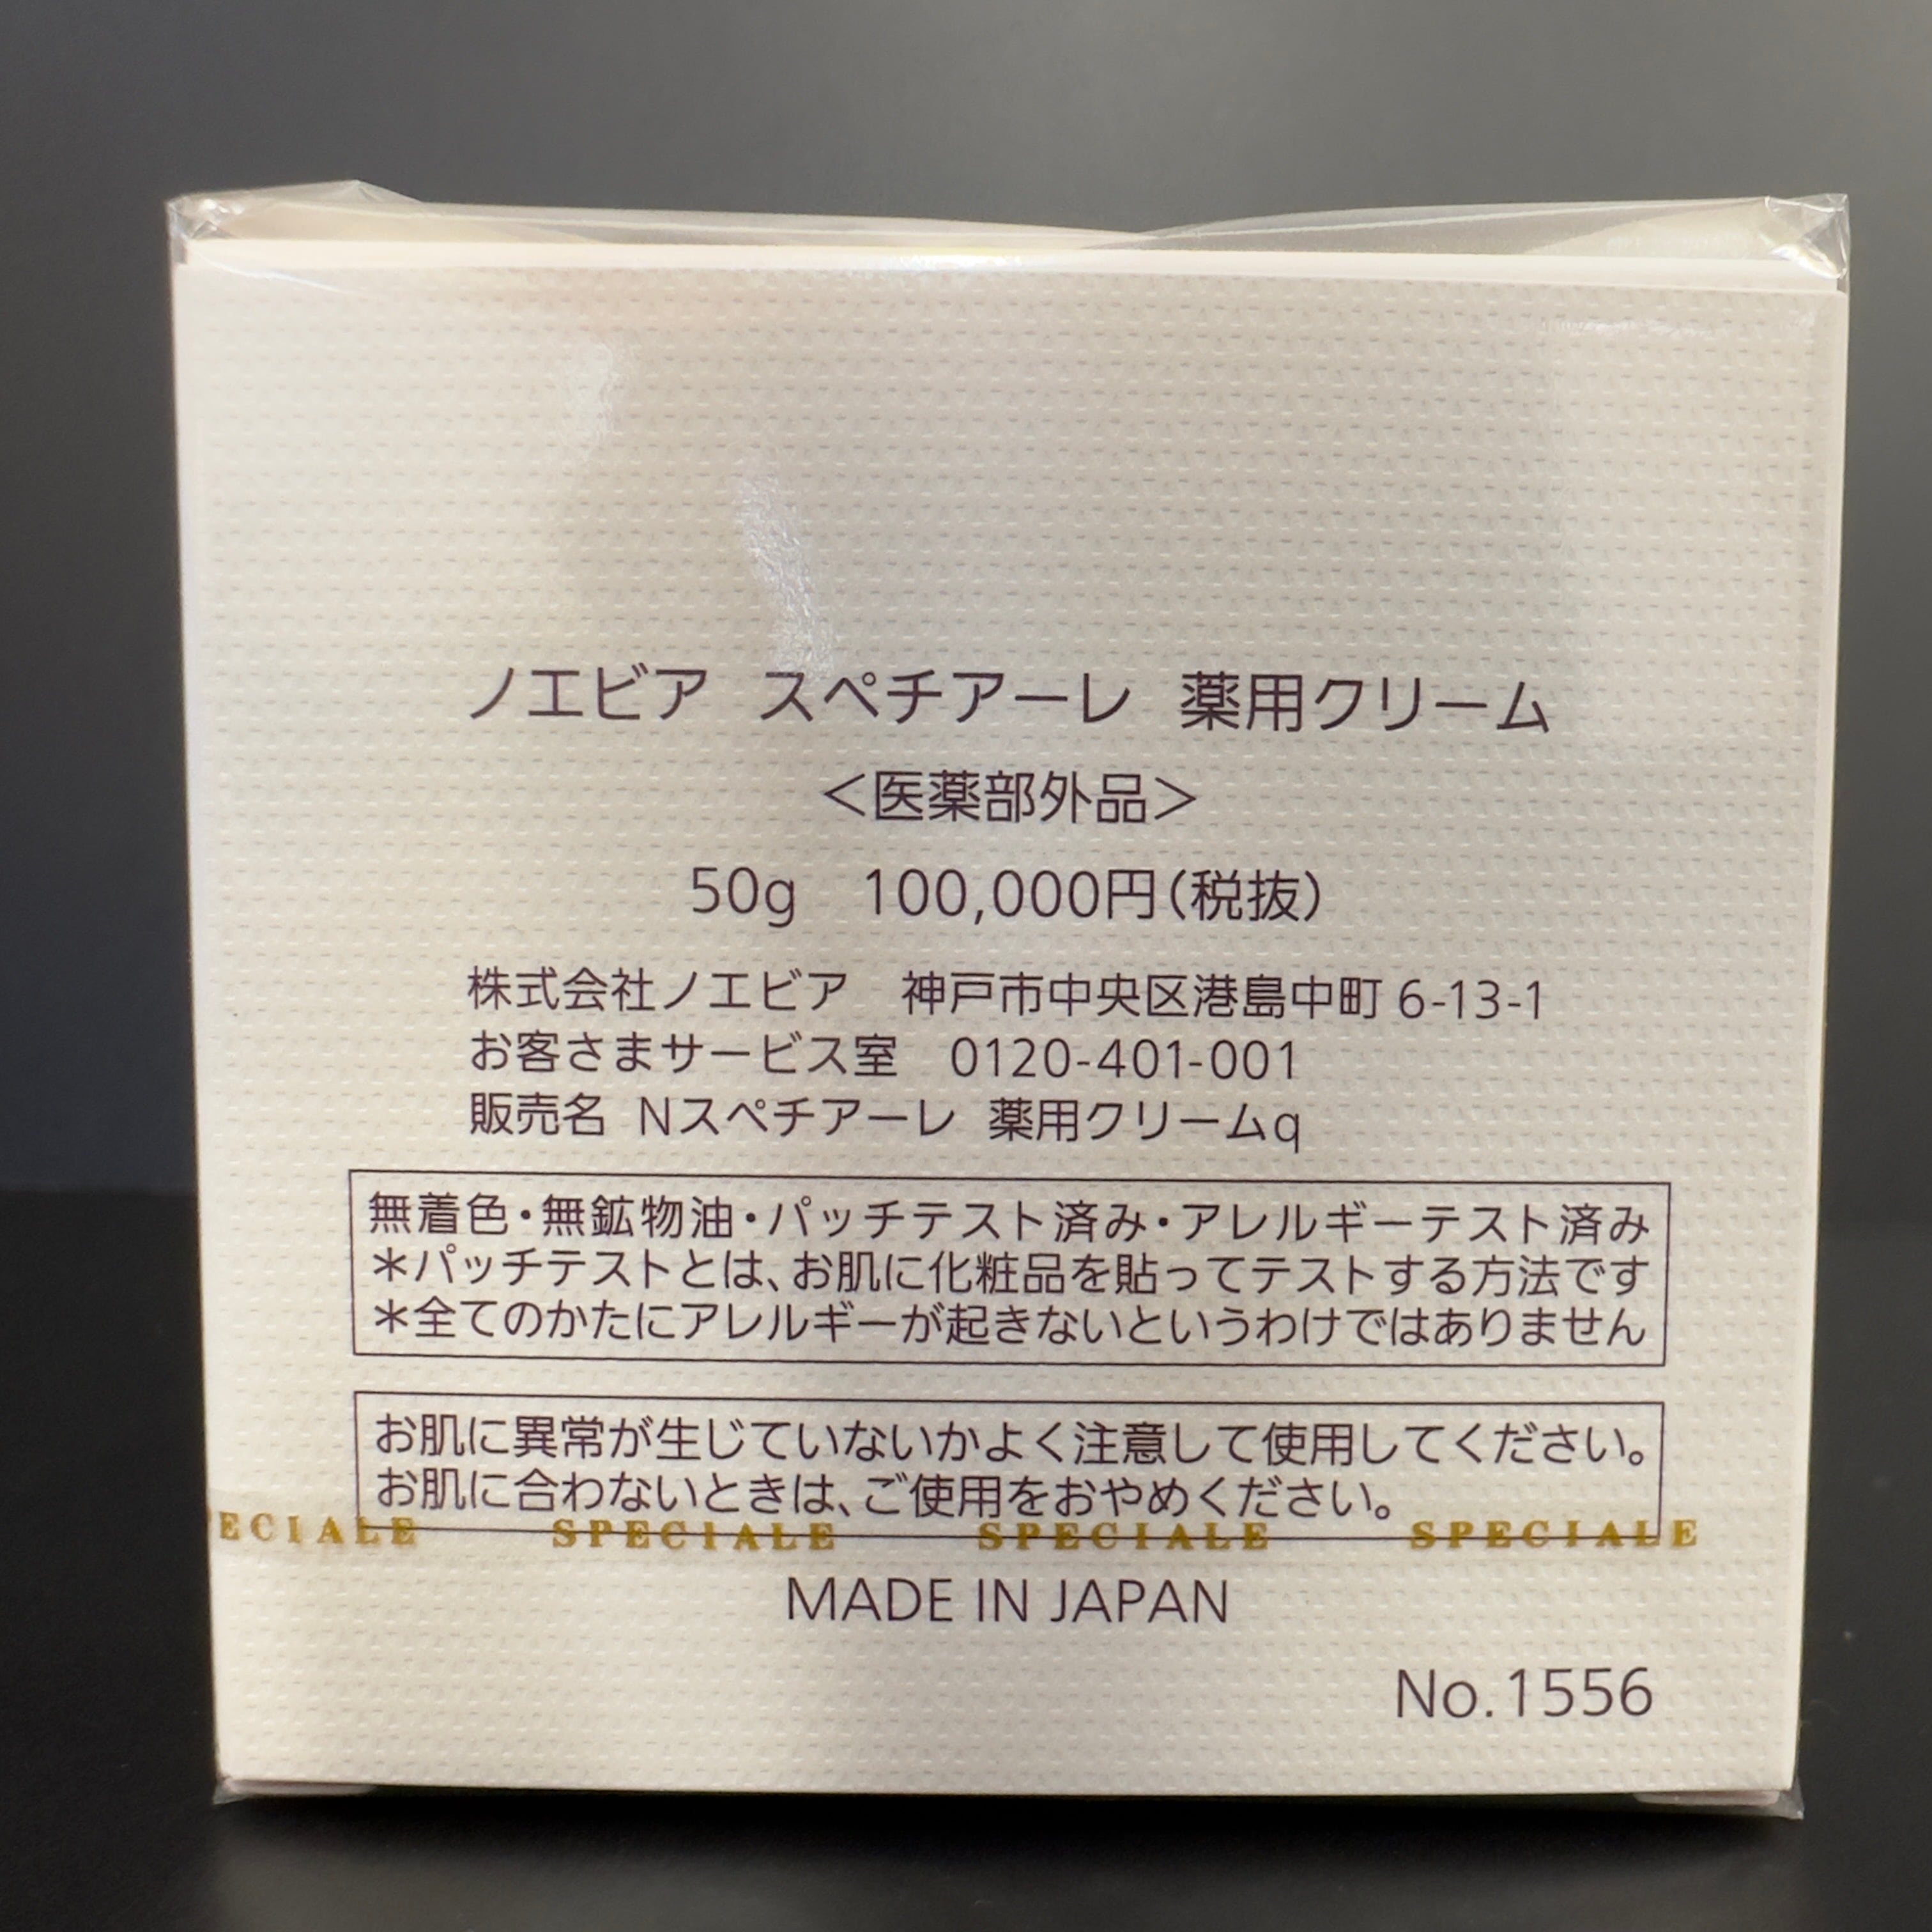 ノエビア スペチアーレ 薬用クリーム
＜医薬部外品＞
50g 100,000円（税抜）
株式会社ノエビア 神戸市中央区港島中町 6-13-1
お客さまサービス室 0120-401-001
販売名 Nスペチアーレ 薬用クリームq
無着色・無鉱物油・パッチテスト済み・アレルギーテスト済み
＊パッチテストとは、お肌に化粧品を貼ってテストする方法です
＊全てのかたにアレルギーが起きないというわけではありません
お肌に異常が生じていないかよく注意して使用してください。
お肌に合わないときは、ご使用をおやめください。
ECIALE SPECIALE SPECIALE SPECIALE
MADE IN JAPAN
No.1556